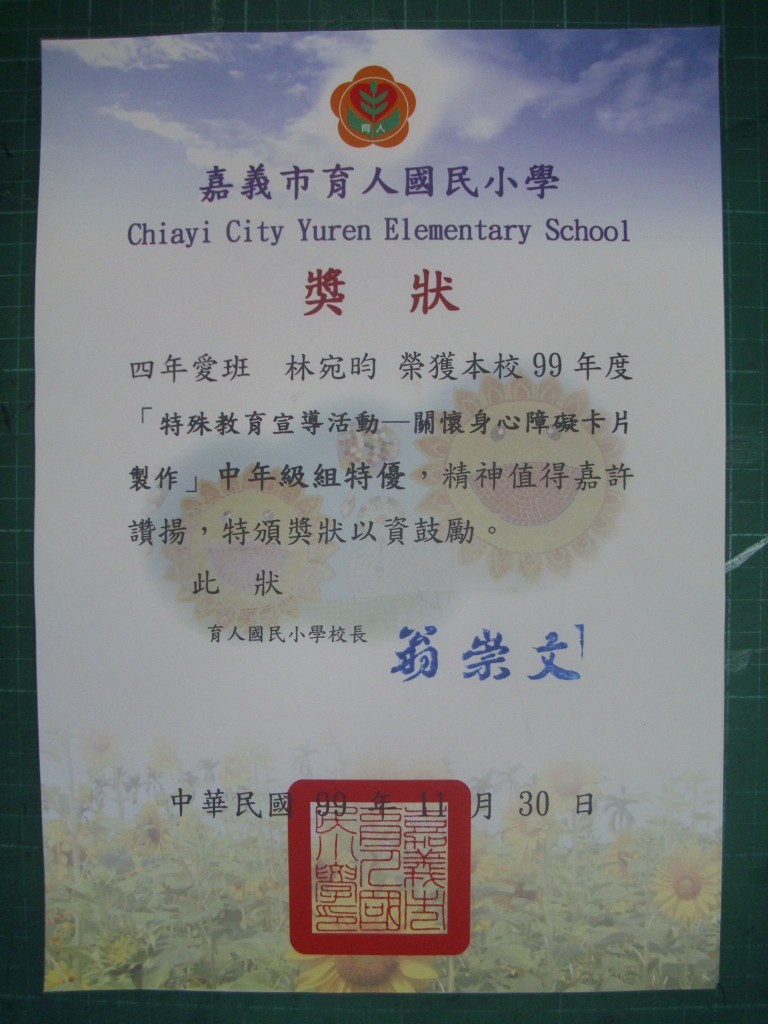 育人
嘉義市育人國民小學
Chiayi City Yuren Elementary School
獎 狀
四年愛班 林宛昀 榮獲本校 99 年度
「特殊教育宣導活動—關懷身心障礙卡片
製作」中年級組特優，精神值得嘉許
讚揚，特頒獎狀以資鼓勵。
此 狀
育人國民小學校長
翁崇文
中華民國 99 年 11 月 30 日